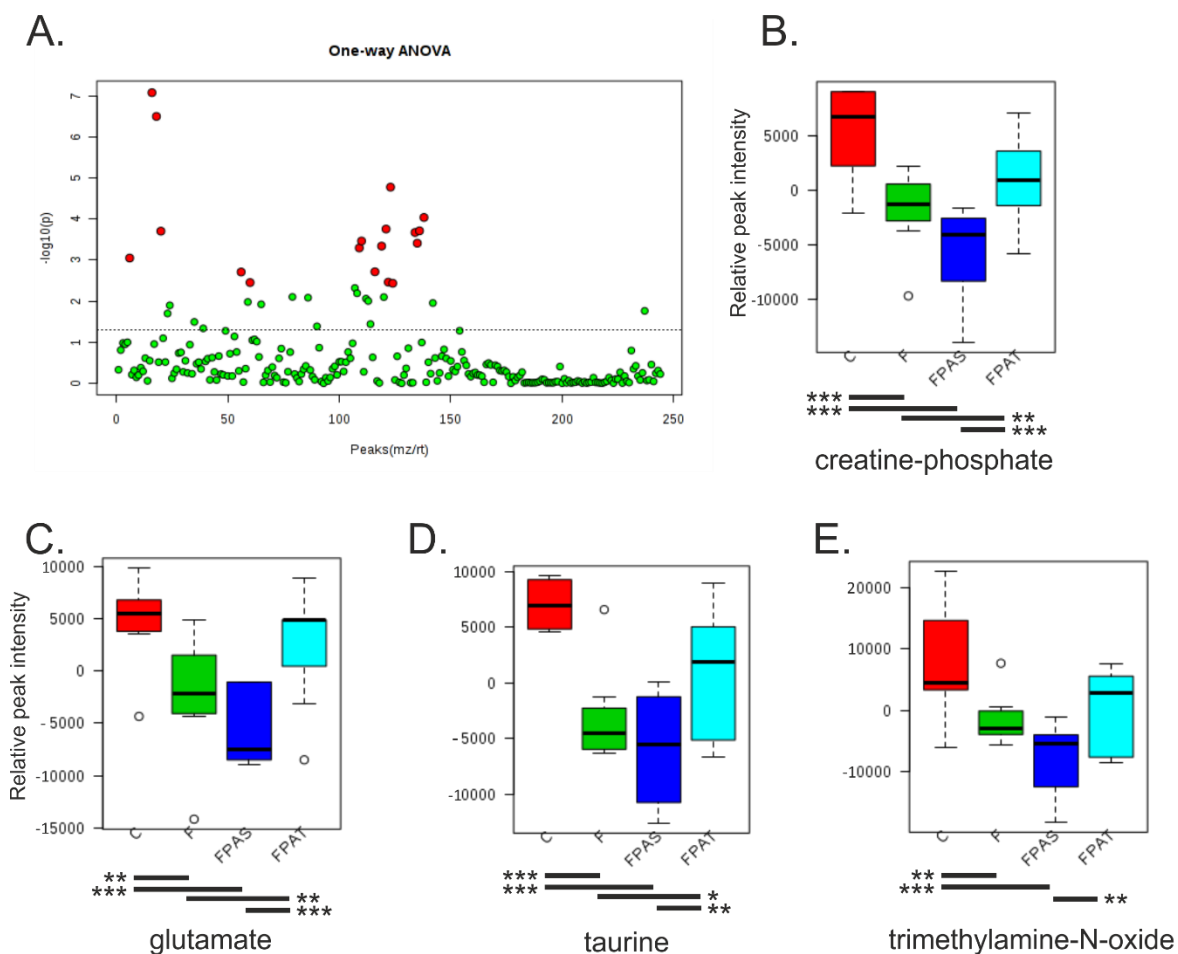 A.
One-way ANOVA
-log10(p)
7
6
5
4
3
2
1
0
0 50 100 150 200 250
Peaks(mz/rt)
B.
Relative peak intensity
5000
0
-5000
-10000
C F FPAS FPAT
***
***
**
***
creatine-phosphate
C.
Relative peak intensity
10000
5000
0
-5000
-10000
-15000
C F FPAS FPAT
**
***
**
***
glutamate
D.
10000
5000
0
-5000
-10000
C F FPAS FPAT
***
***
*
**
taurine
E.
20000
10000
0
-10000
C F FPAS FPAT
**
***
**
trimethylamine-N-oxide